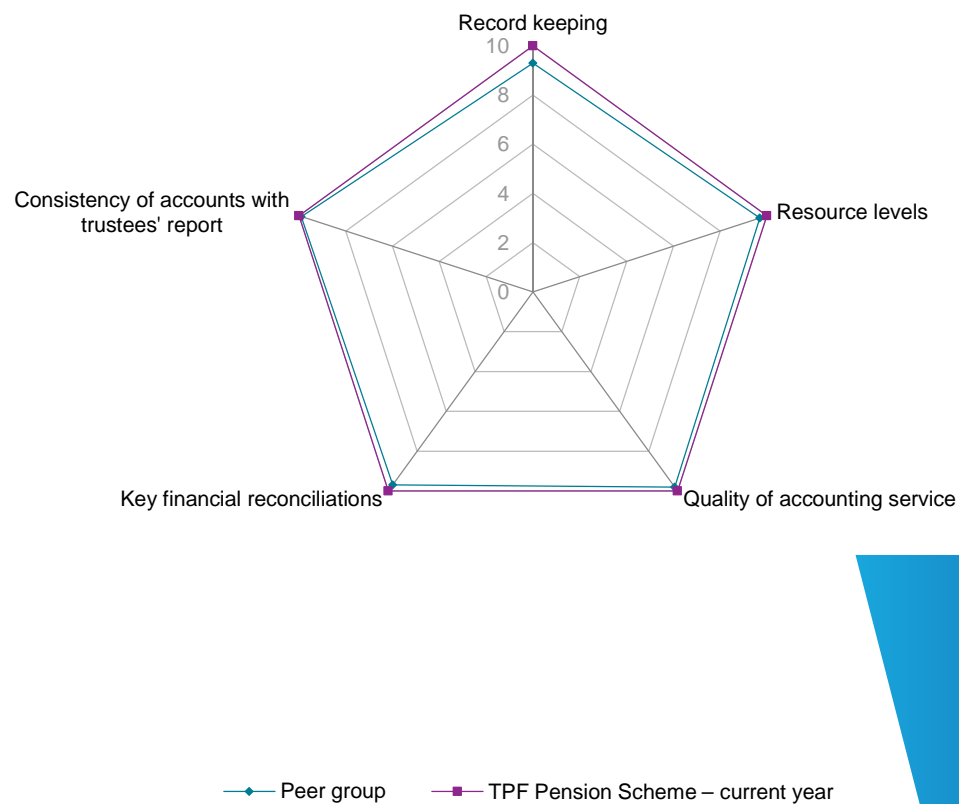 Record keeping
10
8
6
4
2
0
Consistency of accounts with
trustees' report
Resource levels
Key financial reconciliations
Quality of accounting service
Peer group
TPF Pension Scheme – current year